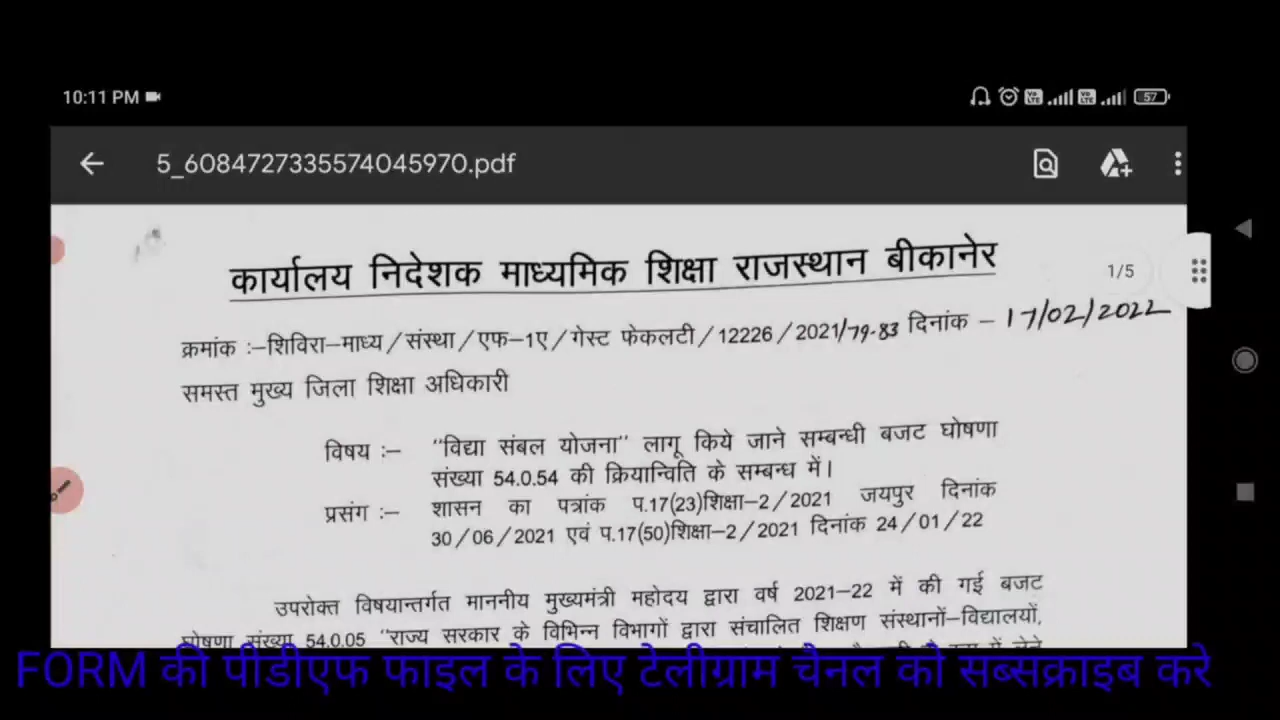 10:11 PM
57
5_6084727335574045970.pdf
कार्यालय निदेशक माध्यमिक शिक्षा राजस्थान बीकानेर
1/5
क्रमांक :–शिविरा–माध्य/संस्था/एफ–1ए/गेस्ट फेकलटी/12226/2021/79-83 दिनांक – 17/02/2022
समस्त मुख्य जिला शिक्षा अधिकारी
विषय :– "विद्या संबल योजना" लागू किये जाने सम्बन्धी बजट घोषणा
संख्या 54.0.54 की क्रियान्विति के सम्बन्ध में।
प्रसंग :– शासन का पत्रांक प.17(23)शिक्षा–2/2021 जयपुर दिनांक
30/06/2021 एवं प.17(50)शिक्षा–2/2021 दिनांक 24/01/22
उपरोक्त विषयान्तर्गत माननीय मुख्यमंत्री महोदय द्वारा वर्ष 2021–22 में की गई बजट
घोषणा संख्या 54.0.05 "राज्य सरकार के विभिन्न विभागों द्वारा संचालित शिक्षण संस्थानों–विद्यालयों,
FORM की पीडीएफ फाइल के लिए टेलीग्राम चैनल को सब्सक्राइब करे